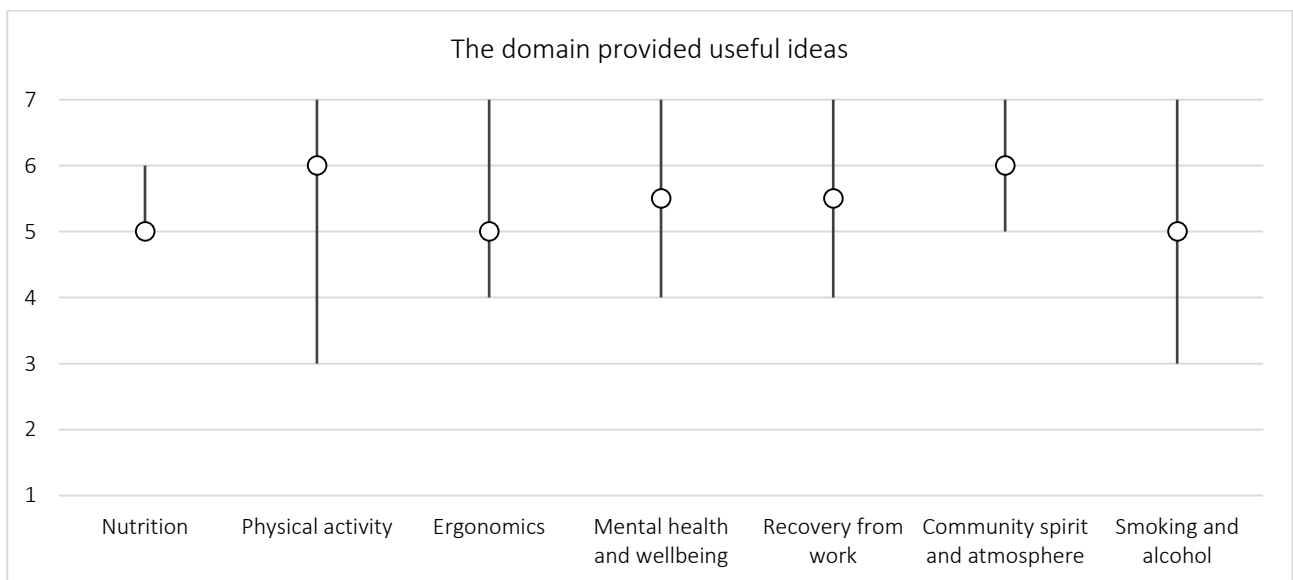 The domain provided useful ideas
7
6
5
4
3
2
1
Nutrition
Physical activity
Ergonomics
Mental health
and wellbeing
Recovery from
work
Community spirit
and atmosphere
Smoking and
alcohol